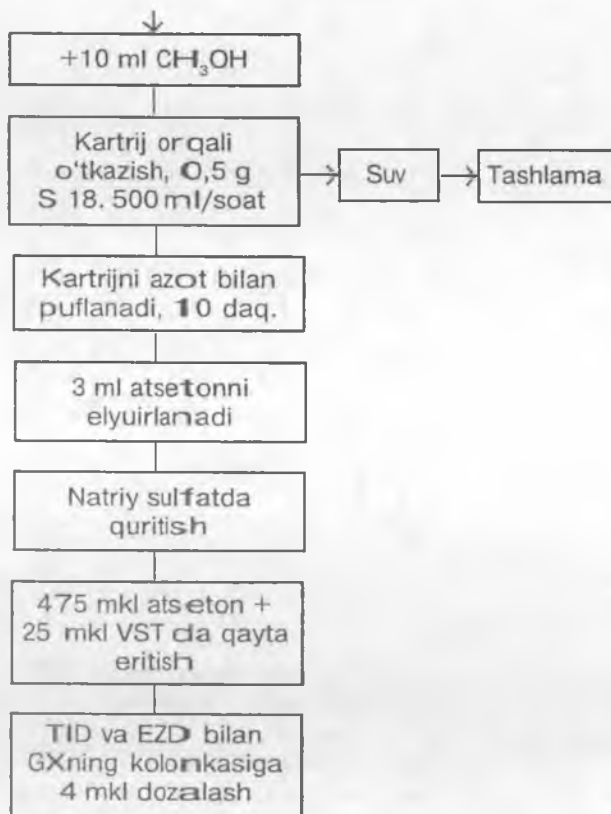 +10 ml CH₃OH
Kartrij orqali
o'tkazish, 0,5 g
S 18. 500 ml/soat
Suv
Tashlama
Kartrijni azot bilan
puflanadi, 10 daq.
3 ml atsetonni
elyuirlanadi
Natriy sulfatda
quritish
475 mkl atseton +
25 mkl VST da qayta
eritish
TID va EZD bilan
GXning kolonkasiga
4 mkl dozalash